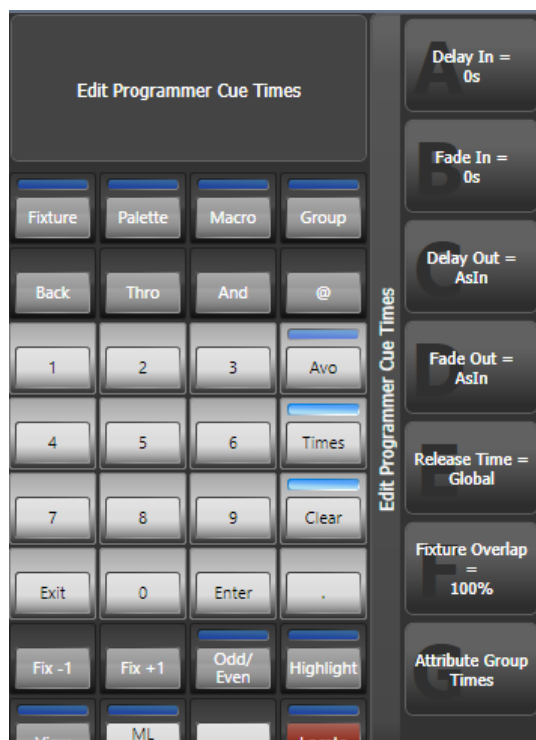 Edit Programmer Cue Times
Fixture
Palette
Macro
Group
Back
Thro
And
@
1
2
3
Avo
4
5
6
Times
7
8
9
Clear
Exit
0
Enter
.
Fix -1
Fix +1
Odd/
Even
Highlight
ML
Edit Programmer Cue Times
A
Delay In =
0s
B
Fade In =
0s
C
Delay Out =
AsIn
D
Fade Out =
AsIn
E
Release Time =
Global
F
Fixture Overlap
=
100%
G
Attribute Group
Times